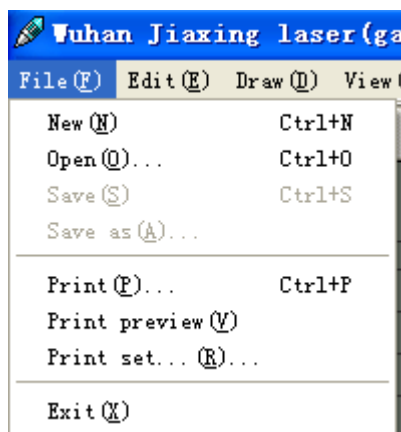 Wuhan Jiaxing laser(ga
File(F) Edit(E) Draw(D) View
New(N) Ctrl+N
Open(O)... Ctrl+O
Save(S) Ctrl+S
Save as(A)...
Print(P)... Ctrl+P
Print preview(V)
Print set...(R)...
Exit(X)